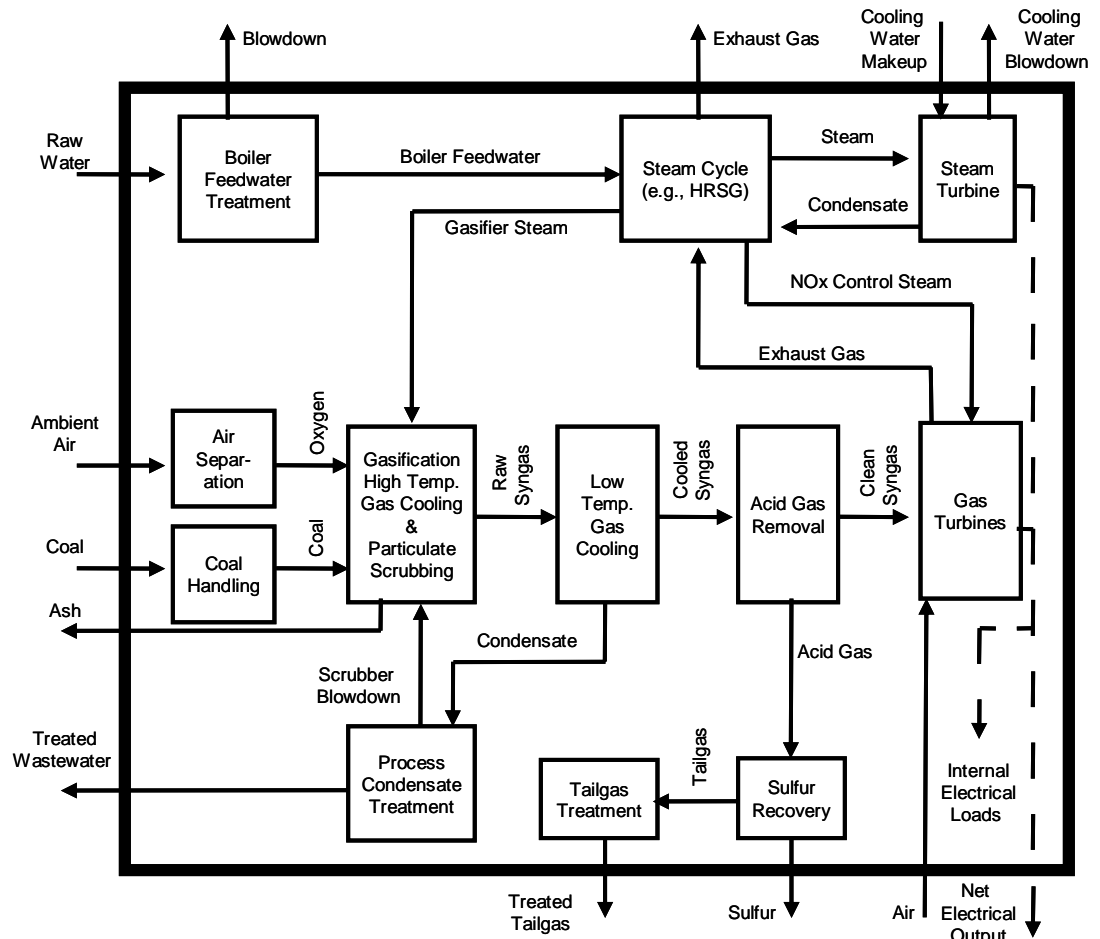 Blowdown
Exhaust Gas
Cooling
Water
Makeup
Cooling
Water
Blowdown
Raw
Water
Boiler
Feedwater
Treatment
Boiler Feedwater
Steam Cycle
(e.g., HRSG)
Steam
Condensate
Steam
Turbine
Gasifier Steam
NOx Control Steam
Exhaust Gas
Ambient
Air
Air
Separ-
ation
Oxygen
Gasification
High Temp.
Gas Cooling
&
Particulate
Scrubbing
Raw
Syngas
Low
Temp.
Gas
Cooling
Cooled
Syngas
Acid Gas
Removal
Clean
Syngas
Gas
Turbines
Coal
Coal
Handling
Coal
Ash
Condensate
Scrubber
Blowdown
Acid Gas
Treated
Wastewater
Process
Condensate
Treatment
Tailgas
Treatment
Tailgas
Sulfur
Recovery
Internal
Electrical
Loads
Treated
Tailgas
Sulfur
Air
Net
Electrical
Output